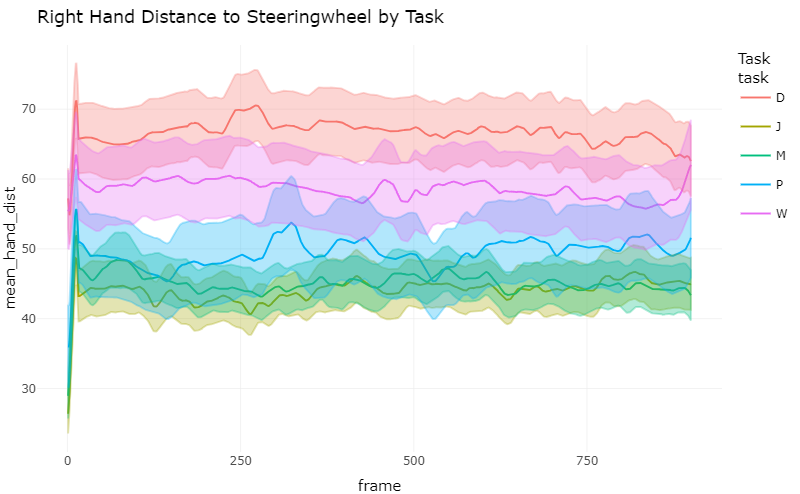 Right Hand Distance to Steeringwheel by Task
mean_hand_dist
70
60
50
40
30
0
250
500
750
frame
Task
task
D
J
M
P
W